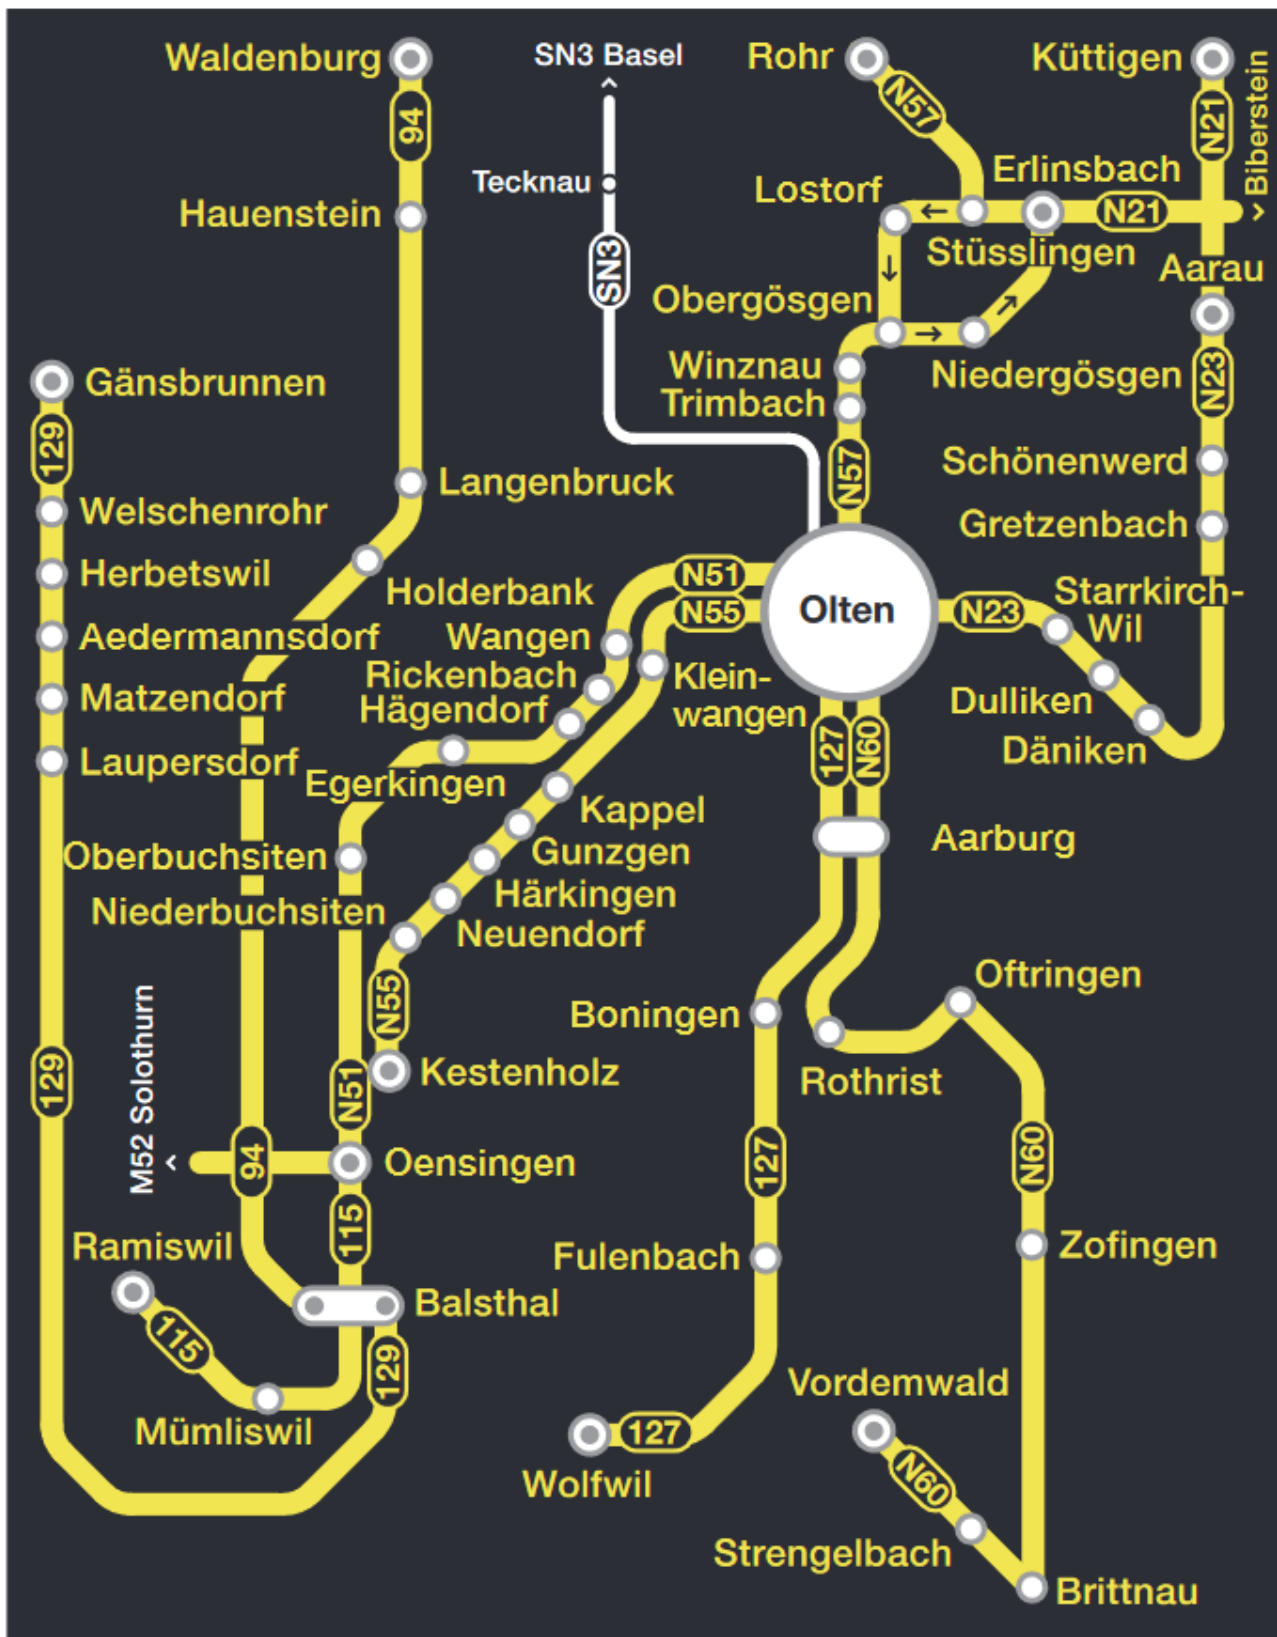 Waldenburg
SN3 Basel
Rohr
Küttigen
94
N57
N21
Biberstein
Tecknau
Erlinsbach
Lostorf
Hauenstein
N21
SN3
Stüsslingen
Aarau
Obergösgen
Winznau
Niedergösgen
N23
Gänsbrunnen
Trimbach
129
Schönenwerd
Langenbruck
N57
Welschenrohr
Gretzenbach
Herbetswil
N51
Holderbank
Olten
N23
Starrkirch-
Wil
N55
Aedermannsdorf
Wangen
Rickenbach
Klein-
wangen
Matzendorf
Hägendorf
Dulliken
127
N60
Däniken
Laupersdorf
Egerkingen
Kappel
Aarburg
Oberbuchsiten
Gunzgen
Härkingen
Niederbuchsiten
Neuendorf
Oftringen
N55
Boningen
M52 Solothurn
129
N51
Kestenholz
Rothrist
94
Oensingen
127
N60
115
Ramiswil
Fulenbach
Zofingen
Balsthal
115
129
Vordemwald
Mümliswil
127
Wolfwil
N60
Strengelbach
Brittnau